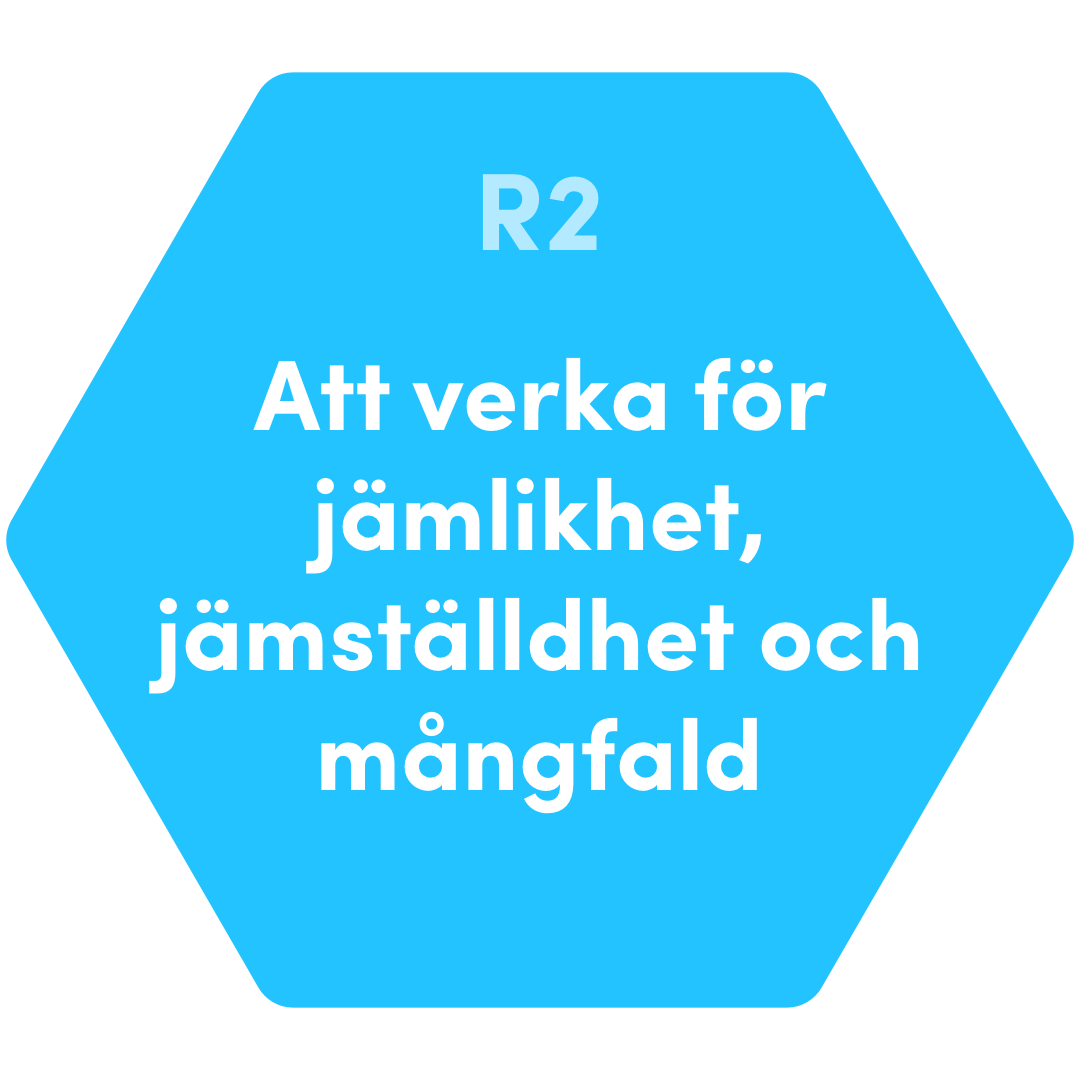 R2
Att verka för
jämlikhet,
jämställdhet och
mångfald